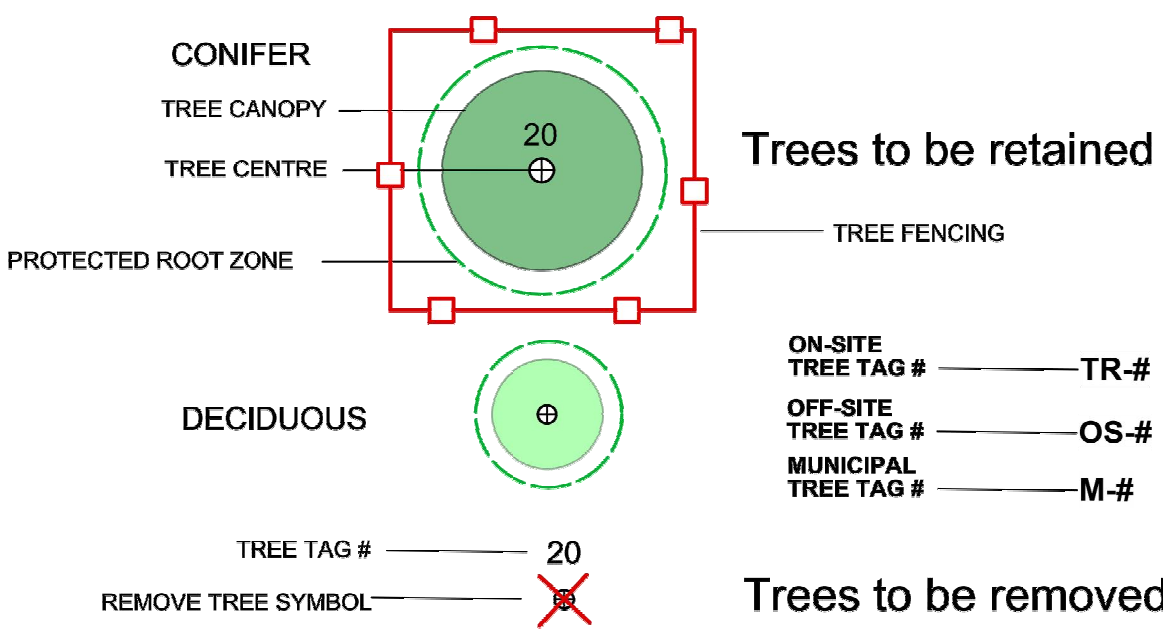 CONIFER
TREE CANOPY
20
TREE CENTRE
Trees to be retained
TREE FENCING
PROTECTED ROOT ZONE
ON-SITE
TREE TAG # TR-#
OFF-SITE
TREE TAG # OS-#
MUNICIPAL
TREE TAG # M-#
DECIDUOUS
TREE TAG # 20
REMOVE TREE SYMBOL
Trees to be removed